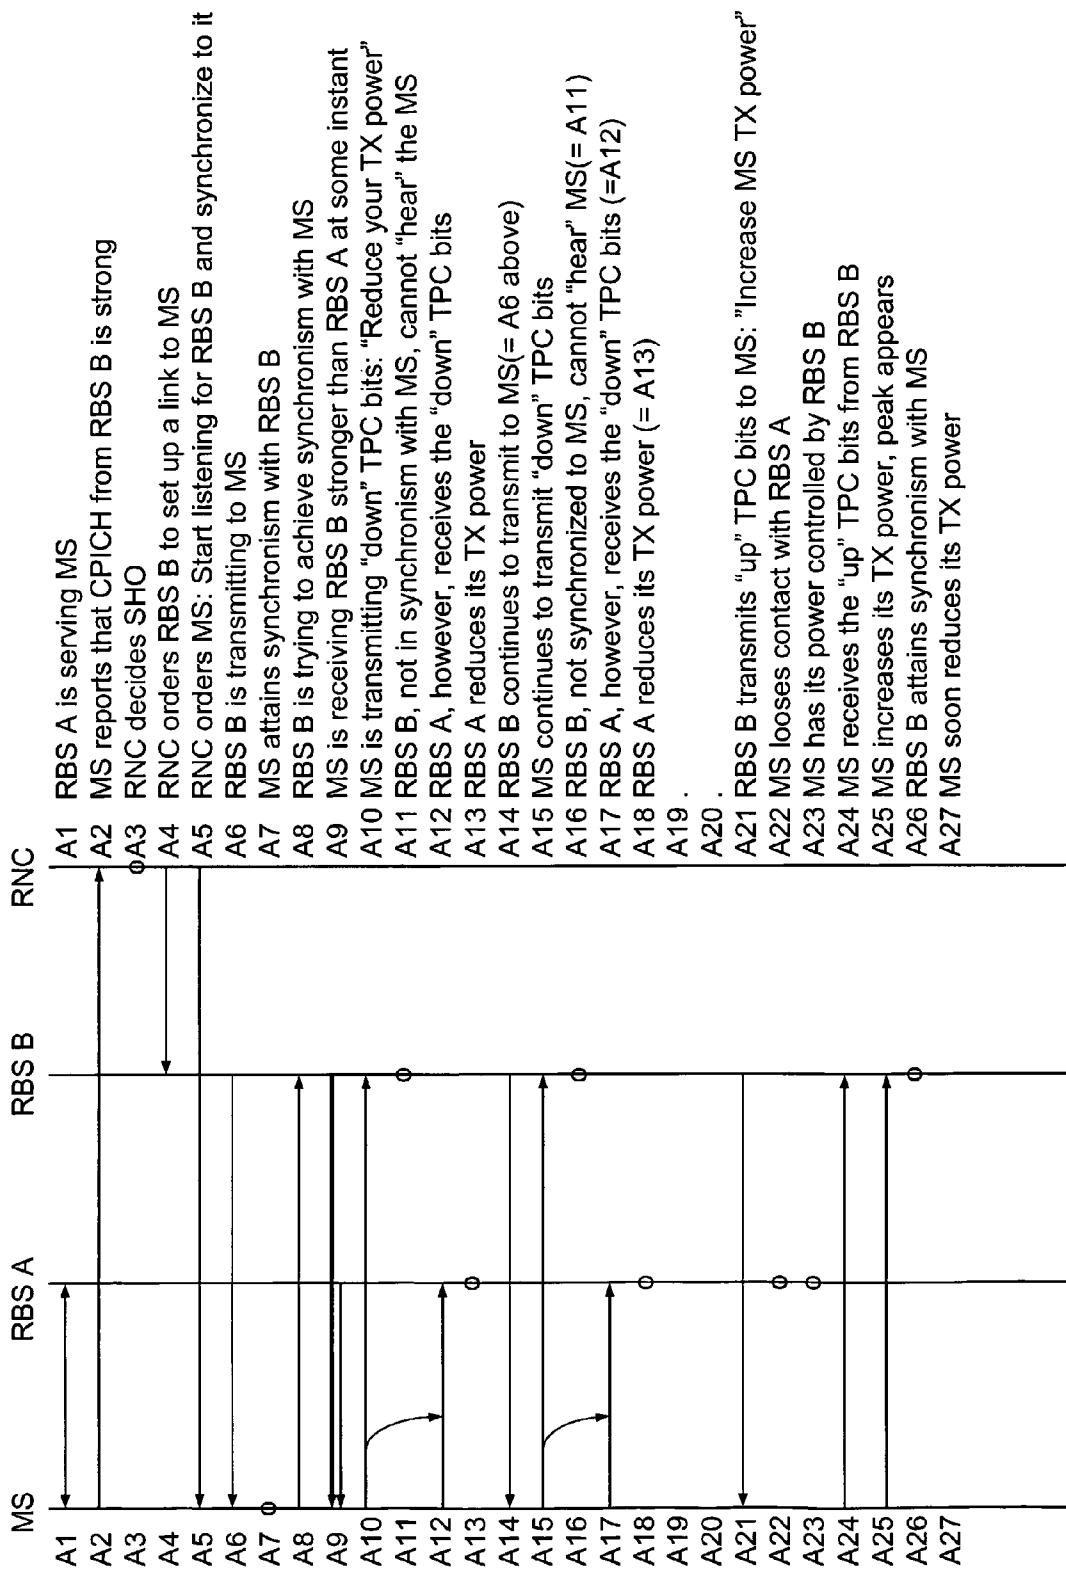 MS RBS A RBS B RNC
A1
A2
A3
A4
A5
A6
A7
A8
A9
A10
A11
A12
A13
A14
A15
A16
A17
A18
A19
A20
A21
A22
A23
A24
A25
A26
A27
A1 RBS A is serving MS
A2 MS reports that CPICH from RBS B is strong
A3 RNC decides SHO
A4 RNC orders RBS B to set up a link to MS
A5 RNC orders MS: Start listening for RBS B and synchronize to it
A6 RBS B is transmitting to MS
A7 MS attains synchronism with RBS B
A8 RBS B is trying to achieve synchronism with MS
A9 MS is receiving RBS B stronger than RBS A at some instant
A10 MS is transmitting “down” TPC bits: “Reduce your TX power”
A11 RBS B, not in synchronism with MS, cannot “hear” the MS
A12 RBS A, however, receives the “down” TPC bits
A13 RBS A reduces its TX power
A14 RBS B continues to transmit to MS(= A6 above)
A15 MS continues to transmit “down” TPC bits
A16 RBS B, not synchronized to MS, cannot “hear” MS(= A11)
A17 RBS A, however, receives the “down” TPC bits (=A12)
A18 RBS A reduces its TX power (= A13)
A19 .
A20 .
A21 RBS B transmits “up” TPC bits to MS: ”Increase MS TX power”
A22 MS looses contact with RBS A
A23 MS has its power controlled by RBS B
A24 MS receives the “up” TPC bits from RBS B
A25 MS increases its TX power, peak appears
A26 RBS B attains synchronism with MS
A27 MS soon reduces its TX power